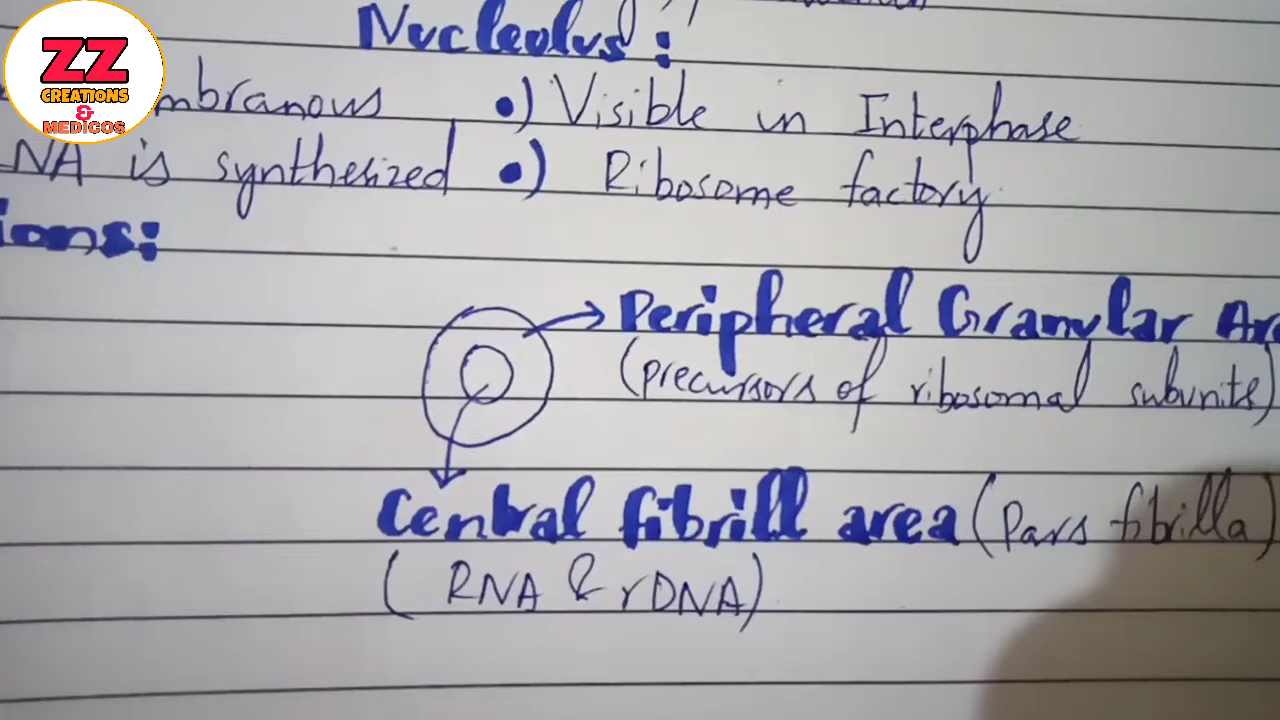 ZZ
CREATIONS
&
MEDICOS
Nucleolus:
mbranous •) Visible in Interphase
NA is synthesized •) Ribosome factory
ions:
Peripheral Granular Are
(precursors of ribosomal subunits)
Central fibrill area (Pars fibrilla)
(RNA & rDNA)